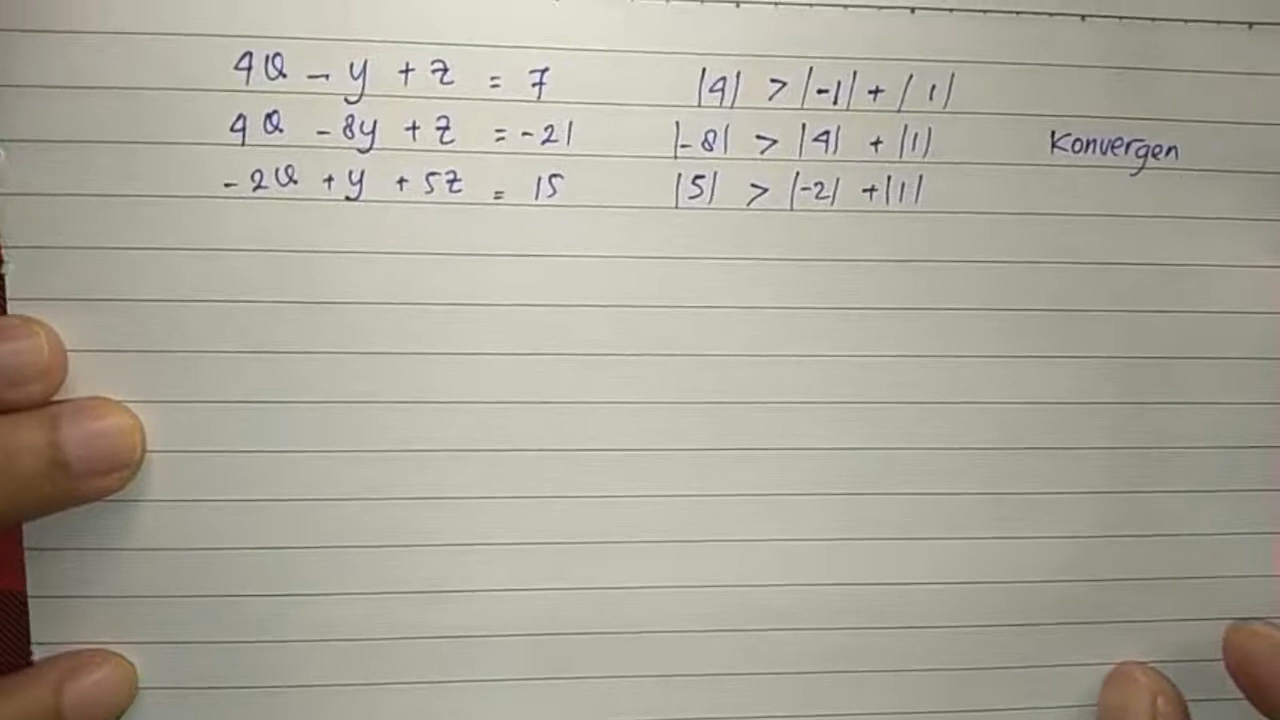 4x - y + z = 7 |4| > |-1| + |1|
4x - 8y + z = -21 |-8| > |4| + |1| Konvergen
-2x + y + 5z = 15 |5| > |-2| + |1|